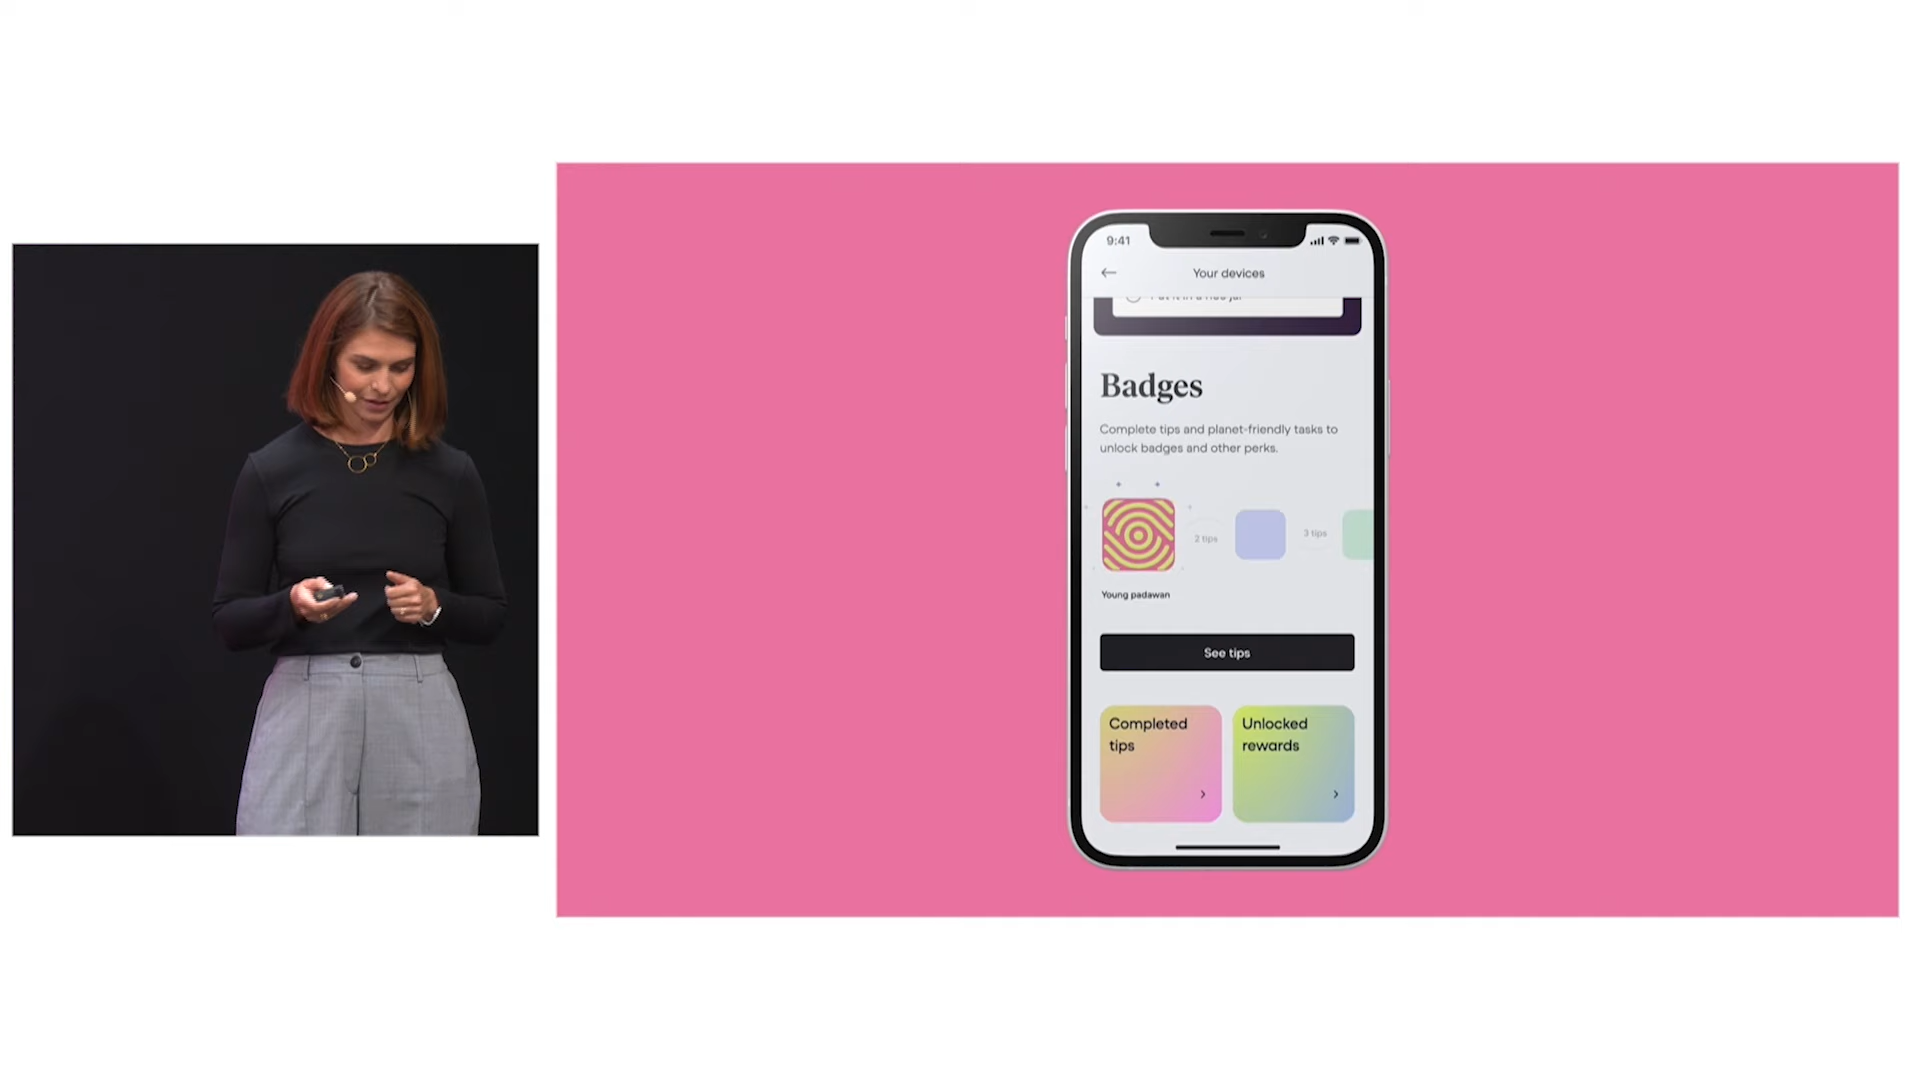 9:41
Your devices
Badges
Complete tips and planet-friendly tasks to
unlock badges and other perks.
2 tips
3 tips
Young padawan
See tips
Completed
tips
Unlocked
rewards